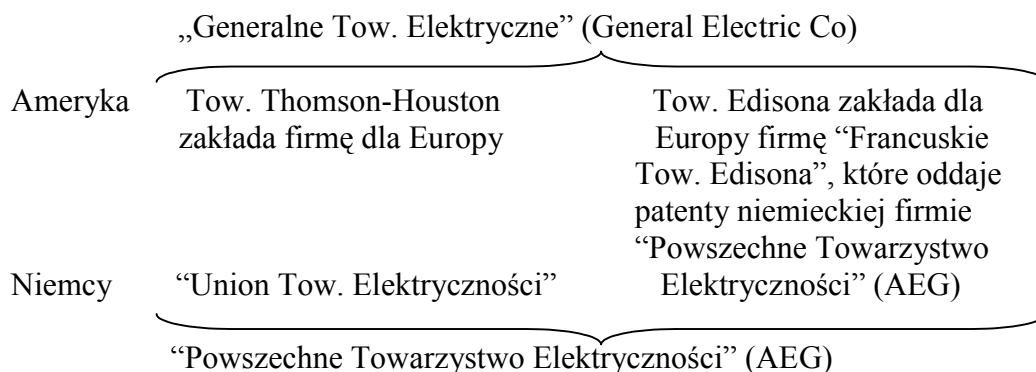 „Generalne Tow. Elektryczne” (General Electric Co)
Ameryka Tow. Thomson-Houston Tow. Edisona zakłada dla
zakłada firmę dla Europy Europy firmę “Francuskie
Tow. Edisona”, które oddaje
patenty niemieckiej firmie
“Powszechne Towarzystwo
Niemcy “Union Tow. Elektryczności” Elektryczności” (AEG)
“Powszechne Towarzystwo Elektryczności” (AEG)